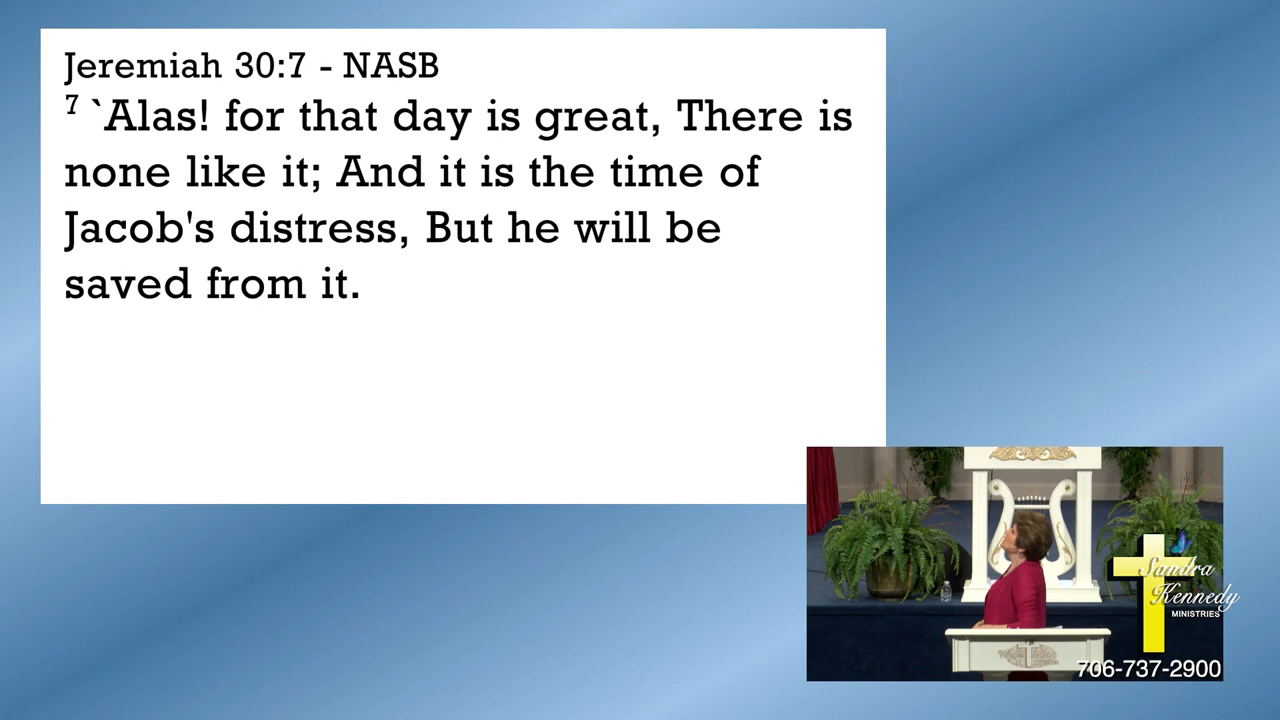 Jeremiah 30:7 - NASB
7 `Alas! for that day is great, There is
none like it; And it is the time of
Jacob's distress, But he will be
saved from it.
Sandra
Kennedy
MINISTRIES
706-737-2900